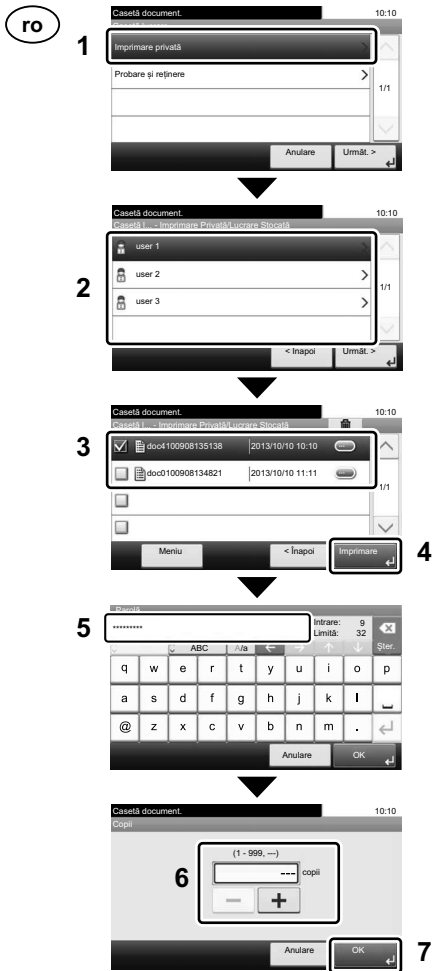 ro
Casetă document. 10:10
1
Imprimare privată
Probare și reținere
1/1
Anulare Următ. >
Casetă document. 10:10
Casetă l... - Imprimare Privată/Lucrare Stocată
2
user 1
user 2
user 3
1/1
< Inapoi Următ. >
Casetă document. 10:10
Casetă l... - Imprimare Privată/Lucrare Stocată
3
doc4100908135138 2013/10/10 10:10
doc0100908134821 2013/10/10 11:11
1/1
Meniu < Înapoi Imprimare
4
Parolă
5
********* Intrare: 9
Limită: 32
ABC A/a Șter.
q w e r t y u i o p
a s d f g h j k l
@ z x c v b n m .
Anulare OK
Casetă document. 10:10
Copii
6
(1 - 999, ---)
--- copii
− +
Anulare OK
7